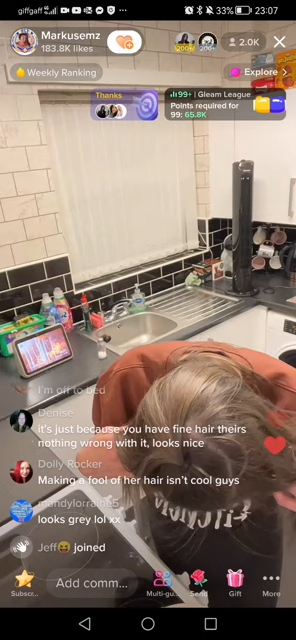 giffgaff
33%
23:07
Markusemz
183.8K likes
200+
200+
2.0K
Weekly Ranking
Explore
Thanks
99+ | Gleam League
Points required for
99: 65.8K
I'm off to bed
Denise
it's just because you have fine hair theirs
nothing wrong with it, looks nice
Dolly Rocker
Making a fool of her hair isn't cool guys
mandylorraine5
looks grey lol xx
Jeff😆 joined
Subscr...
Add comm...
Multi-gu...
Send
Gift
More